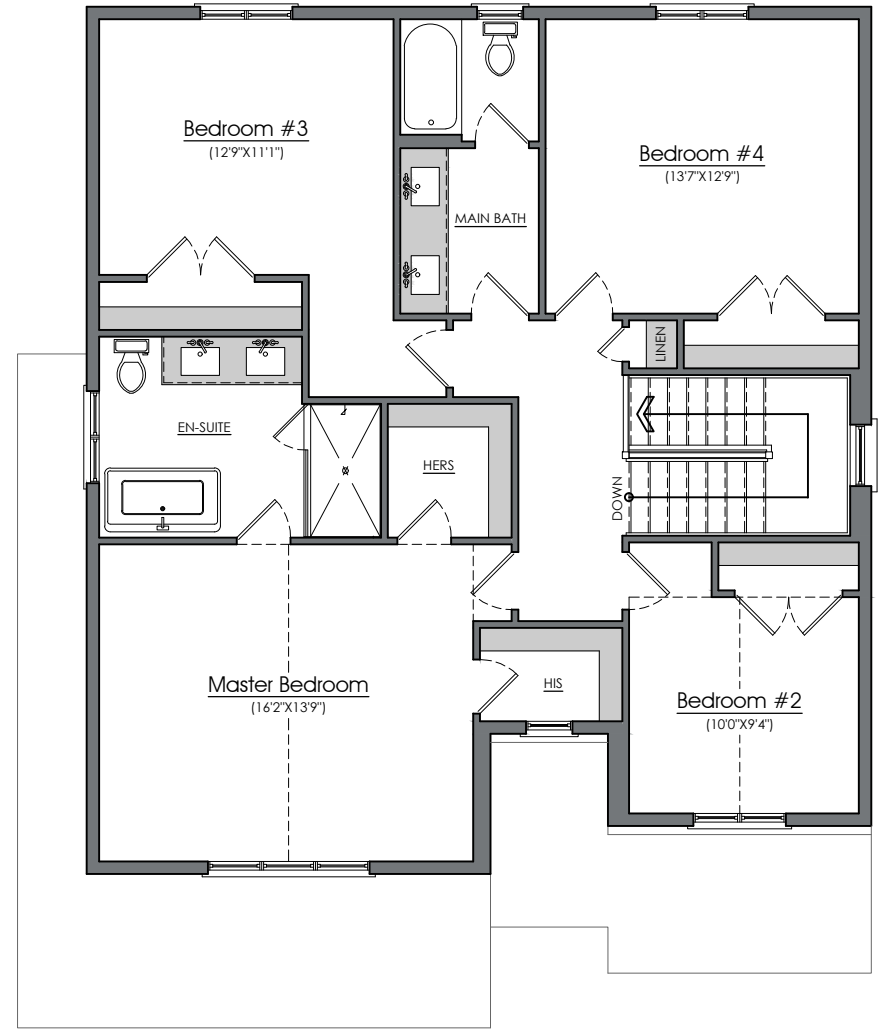 Bedroom #3
(12'9"X11'1")
Bedroom #4
(13'7"X12'9")
MAIN BATH
LINEN
EN-SUITE
HERS
DOWN
Master Bedroom
(16'2"X13'9")
HIS
Bedroom #2
(10'0"X9'4")